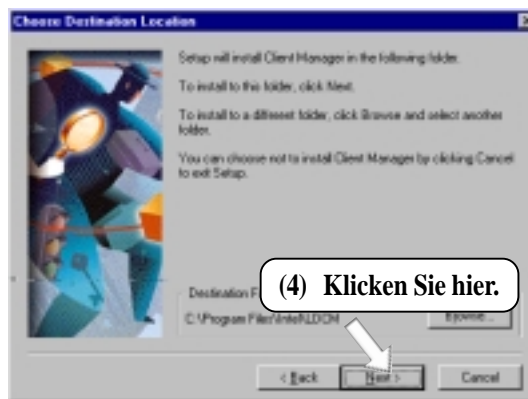 Choose Destination Location
Setup will install Client Manager in the following folder.
To install to this folder, click Next.
To install to a different folder, click Browse and select another
folder.
You can choose not to install Client Manager by clicking Cancel
to exit Setup.
(4) Klicken Sie hier.
Destination F
C:\Program Files\Intel\LDCM
Browse...
< Back
Next >
Cancel